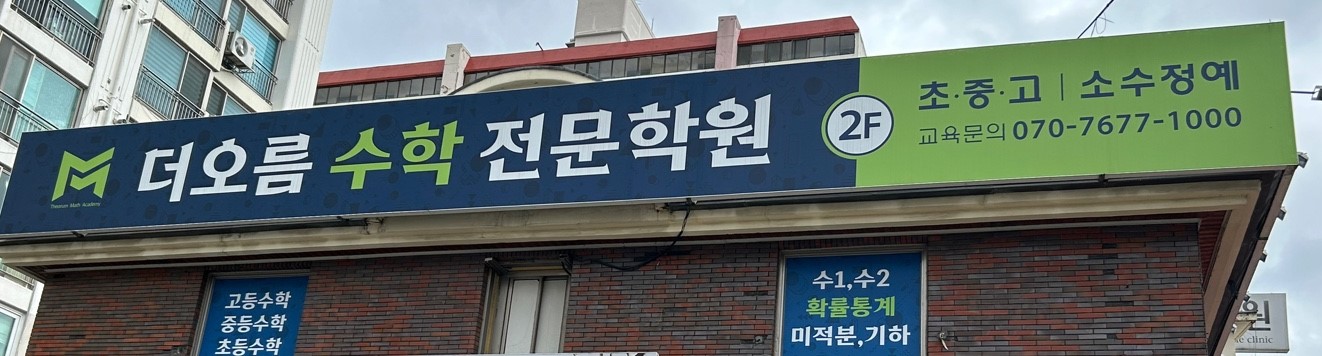 더오름 수학 전문학원
2F
초·중·고 | 소수정예
교육문의 070-7677-1000
고등수학
중등수학
초등수학
수1,수2
확률통계
미적분,기하
원
clinic